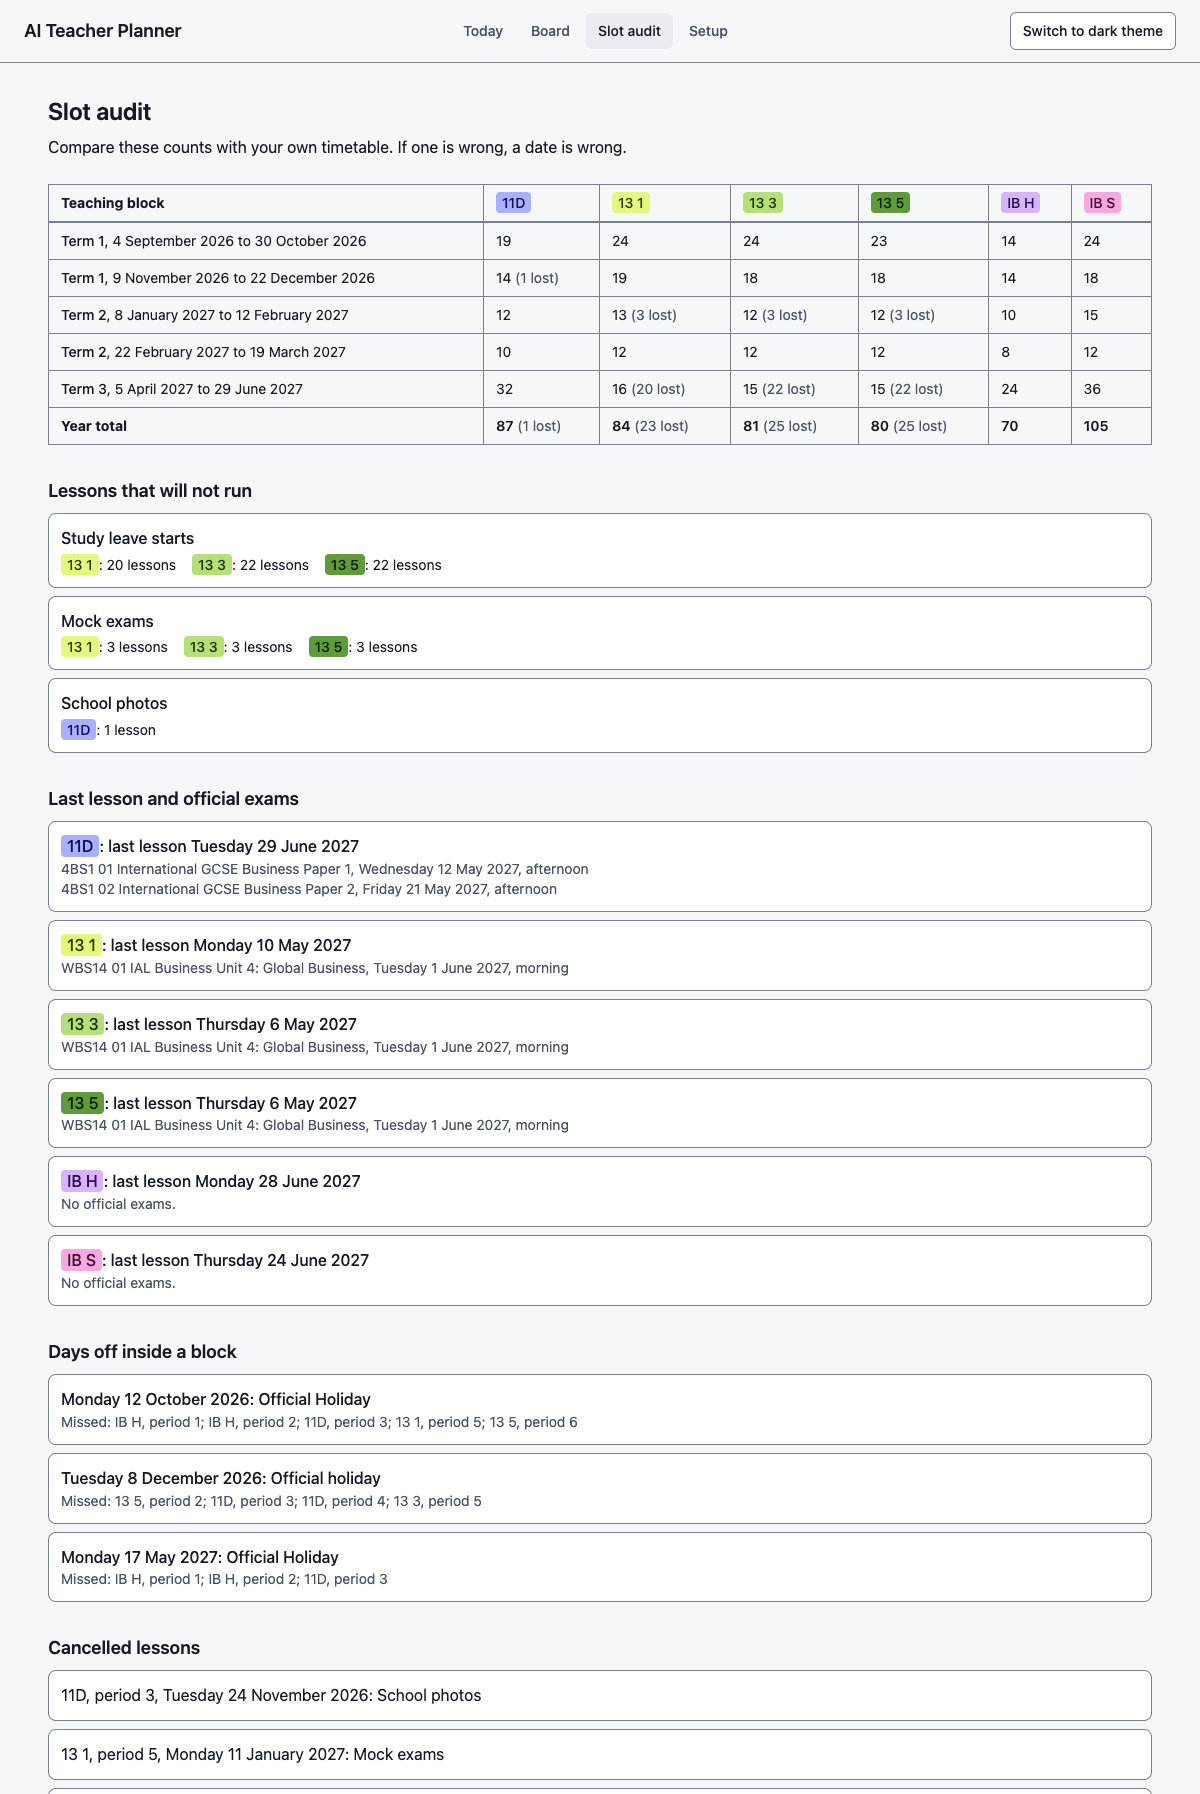 AI Teacher Planner
Today Board Slot audit Setup
Switch to dark theme
Slot audit
Compare these counts with your own timetable. If one is wrong, a date is wrong.
Teaching block 11D 13 1 13 3 13 5 IB H IB S
Term 1, 4 September 2026 to 30 October 2026 19 24 24 23 14 24
Term 1, 9 November 2026 to 22 December 2026 14 (1 lost) 19 18 18 14 18
Term 2, 8 January 2027 to 12 February 2027 12 13 (3 lost) 12 (3 lost) 12 (3 lost) 10 15
Term 2, 22 February 2027 to 19 March 2027 10 12 12 12 8 12
Term 3, 5 April 2027 to 29 June 2027 32 16 (20 lost) 15 (22 lost) 15 (22 lost) 24 36
Year total 87 (1 lost) 84 (23 lost) 81 (25 lost) 80 (25 lost) 70 105
Lessons that will not run
Study leave starts
13 1: 20 lessons 13 3: 22 lessons 13 5: 22 lessons
Mock exams
13 1: 3 lessons 13 3: 3 lessons 13 5: 3 lessons
School photos
11D: 1 lesson
Last lesson and official exams
11D: last lesson Tuesday 29 June 2027
4BS1 01 International GCSE Business Paper 1, Wednesday 12 May 2027, afternoon
4BS1 02 International GCSE Business Paper 2, Friday 21 May 2027, afternoon
13 1: last lesson Monday 10 May 2027
WBS14 01 IAL Business Unit 4: Global Business, Tuesday 1 June 2027, morning
13 3: last lesson Thursday 6 May 2027
WBS14 01 IAL Business Unit 4: Global Business, Tuesday 1 June 2027, morning
13 5: last lesson Thursday 6 May 2027
WBS14 01 IAL Business Unit 4: Global Business, Tuesday 1 June 2027, morning
IB H: last lesson Monday 28 June 2027
No official exams.
IB S: last lesson Thursday 24 June 2027
No official exams.
Days off inside a block
Monday 12 October 2026: Official Holiday
Missed: IB H, period 1; IB H, period 2; 11D, period 3; 13 1, period 5; 13 5, period 6
Tuesday 8 December 2026: Official holiday
Missed: 13 5, period 2; 11D, period 3; 11D, period 4; 13 3, period 5
Monday 17 May 2027: Official Holiday
Missed: IB H, period 1; IB H, period 2; 11D, period 3
Cancelled lessons
11D, period 3, Tuesday 24 November 2026: School photos
13 1, period 5, Monday 11 January 2027: Mock exams